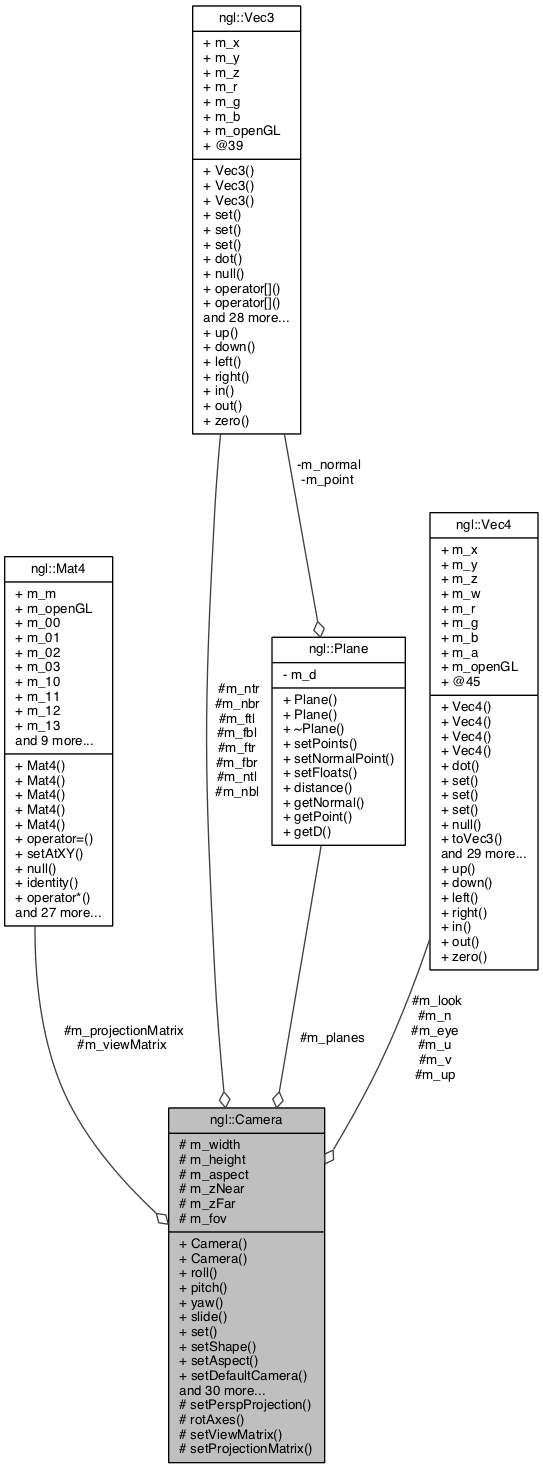 ngl::Vec3
+ m_x
+ m_y
+ m_z
+ m_r
+ m_g
+ m_b
+ m_openGL
+ @39
+ Vec3()
+ Vec3()
+ Vec3()
+ set()
+ set()
+ set()
+ dot()
+ null()
+ operator[]()
+ operator[]()
and 28 more...
+ up()
+ down()
+ left()
+ right()
+ in()
+ out()
+ zero()
-m_normal
-m_point
ngl::Vec4
+ m_x
+ m_y
+ m_z
+ m_w
+ m_r
+ m_g
+ m_b
+ m_a
+ m_openGL
+ @45
+ Vec4()
+ Vec4()
+ Vec4()
+ Vec4()
+ dot()
+ set()
+ set()
+ set()
+ null()
+ toVec3()
and 29 more...
+ up()
+ down()
+ left()
+ right()
+ in()
+ out()
+ zero()
ngl::Mat4
+ m_m
+ m_openGL
+ m_00
+ m_01
+ m_02
+ m_03
+ m_10
+ m_11
+ m_12
+ m_13
and 9 more...
+ Mat4()
+ Mat4()
+ Mat4()
+ Mat4()
+ Mat4()
+ operator=()
+ setAtXY()
+ null()
+ identity()
+ operator*()
and 27 more...
ngl::Plane
- m_d
+ Plane()
+ Plane()
+ ~Plane()
+ setPoints()
+ setNormalPoint()
+ setFloats()
+ distance()
+ getNormal()
+ getPoint()
+ getD()
#m_ntr
#m_nbr
#m_ftl
#m_fbl
#m_ftr
#m_fbr
#m_ntl
#m_nbl
#m_projectionMatrix
#m_viewMatrix
#m_planes
#m_look
#m_n
#m_eye
#m_u
#m_v
#m_up
ngl::Camera
# m_width
# m_height
# m_aspect
# m_zNear
# m_zFar
# m_fov
+ Camera()
+ Camera()
+ roll()
+ pitch()
+ yaw()
+ slide()
+ set()
+ setShape()
+ setAspect()
+ setDefaultCamera()
and 30 more...
# setPerspProjection()
# rotAxes()
# setViewMatrix()
# setProjectionMatrix()